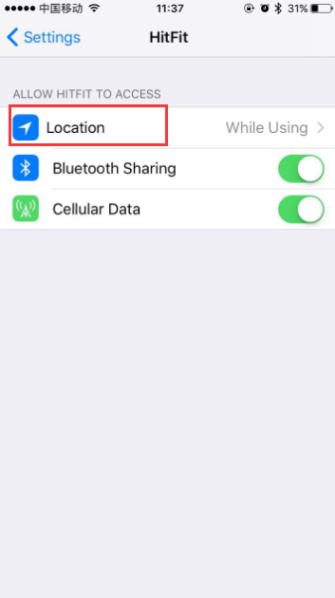 中国移动 11:37 31%
Settings HitFit
ALLOW HITFIT TO ACCESS
Location While Using
Bluetooth Sharing
Cellular Data